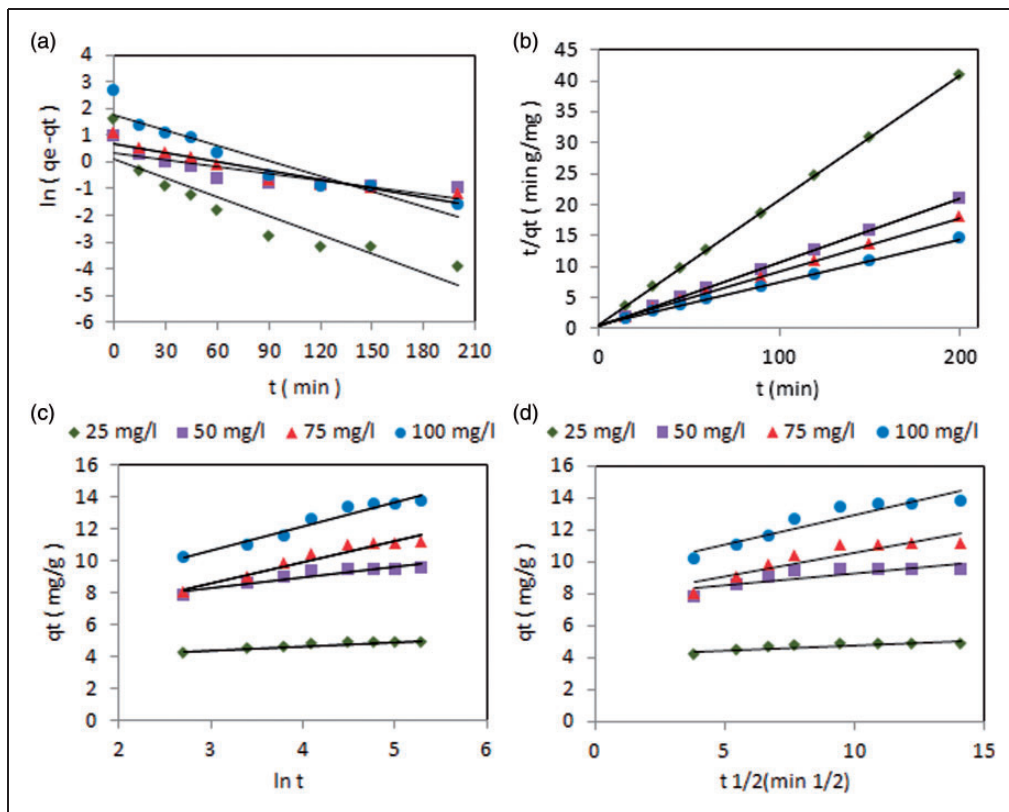 (a)
4
3
2
1
0
-1
-2
-3
-4
-5
-6
ln ( qe -qt )
0 30 60 90 120 150 180 210
t ( min )
(b)
45
40
35
30
25
20
15
10
5
0
t/qt ( min g/mg)
0 100 200
t (min)
(c)
25 mg/l 50 mg/l 75 mg/l 100 mg/l
16
14
12
10
8
6
4
2
0
qt ( mg/g )
2 3 4 5 6
ln t
(d)
25 mg/l 50 mg/l 75 mg/l 100 mg/l
16
14
12
10
8
6
4
2
0
qt ( mg/g )
0 5 10 15
t 1/2(min 1/2)